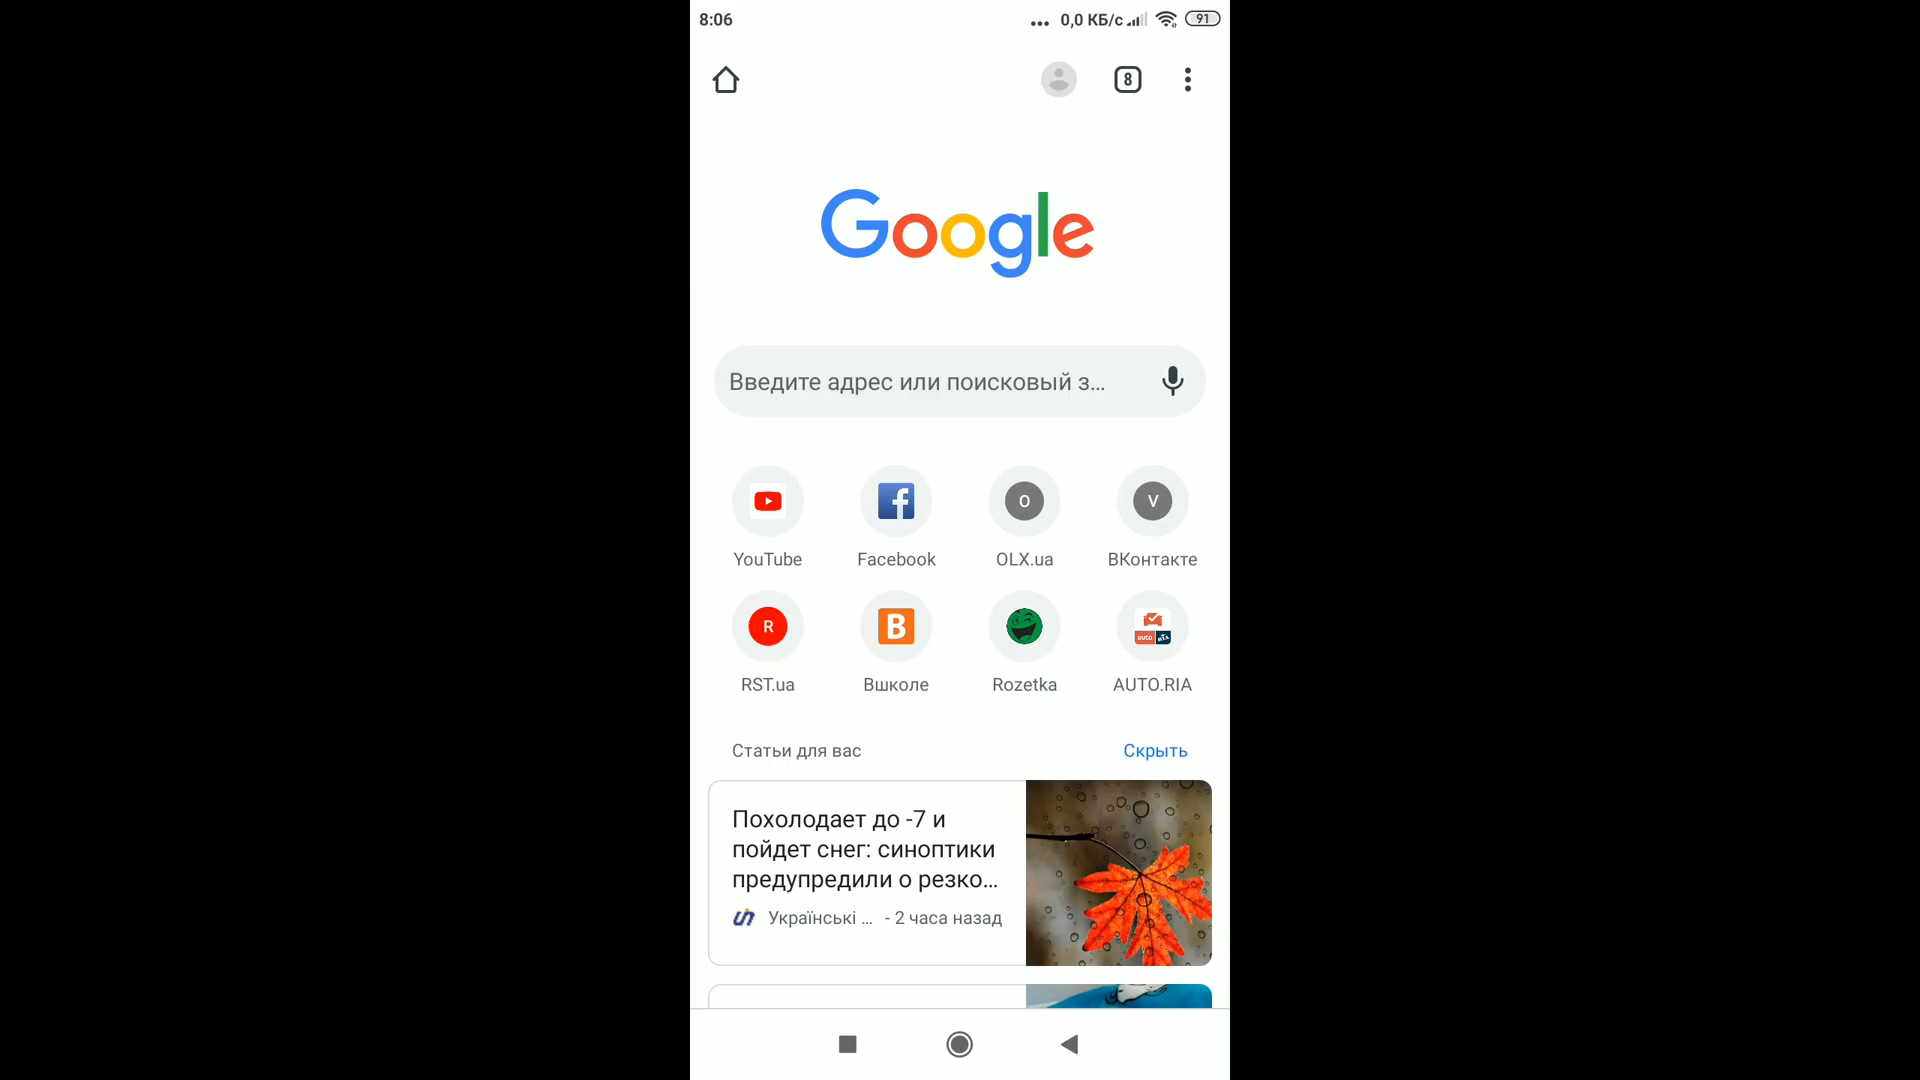 8:06
... 0,0 КБ/с 91
8
Google
Введите адрес или поисковый з...
O V
YouTube Facebook OLX.ua ВКонтакте
R B auto RIA
RST.ua Вшколе Rozetka AUTO.RIA
Статьи для вас Скрыть
Похолодает до -7 и
пойдет снег: синоптики
предупредили о резко...
Українські ... - 2 часа назад